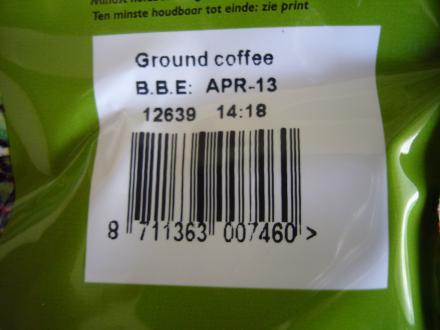 Ten minste houdbaar tot einde: zie print
Ground coffee
B.B.E: APR-13
12639 14:18
8 711363 007460 >